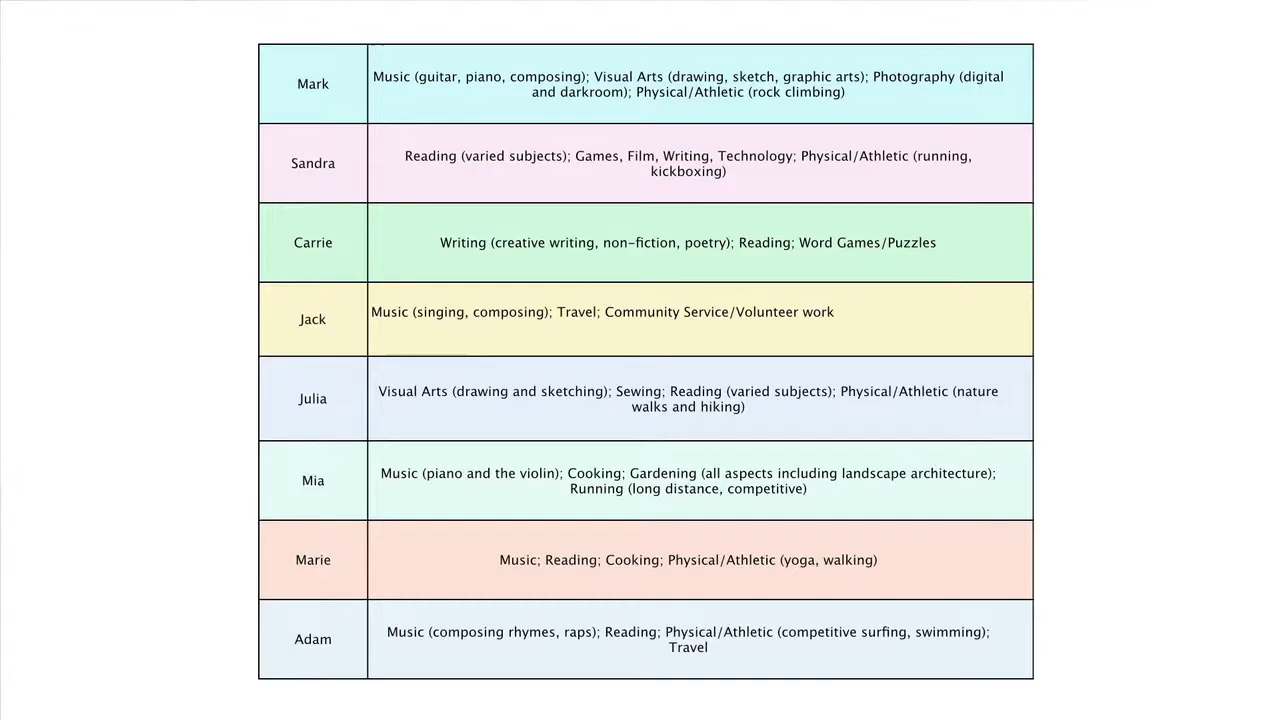 Mark
Music (guitar, piano, composing); Visual Arts (drawing, sketch, graphic arts); Photography (digital
and darkroom); Physical/Athletic (rock climbing)
Sandra
Reading (varied subjects); Games, Film, Writing, Technology; Physical/Athletic (running,
kickboxing)
Carrie
Writing (creative writing, non-fiction, poetry); Reading; Word Games/Puzzles
Jack
Music (singing, composing); Travel; Community Service/Volunteer work
Julia
Visual Arts (drawing and sketching); Sewing; Reading (varied subjects); Physical/Athletic (nature
walks and hiking)
Mia
Music (piano and the violin); Cooking; Gardening (all aspects including landscape architecture);
Running (long distance, competitive)
Marie
Music; Reading; Cooking; Physical/Athletic (yoga, walking)
Adam
Music (composing rhymes, raps); Reading; Physical/Athletic (competitive surfing, swimming);
Travel